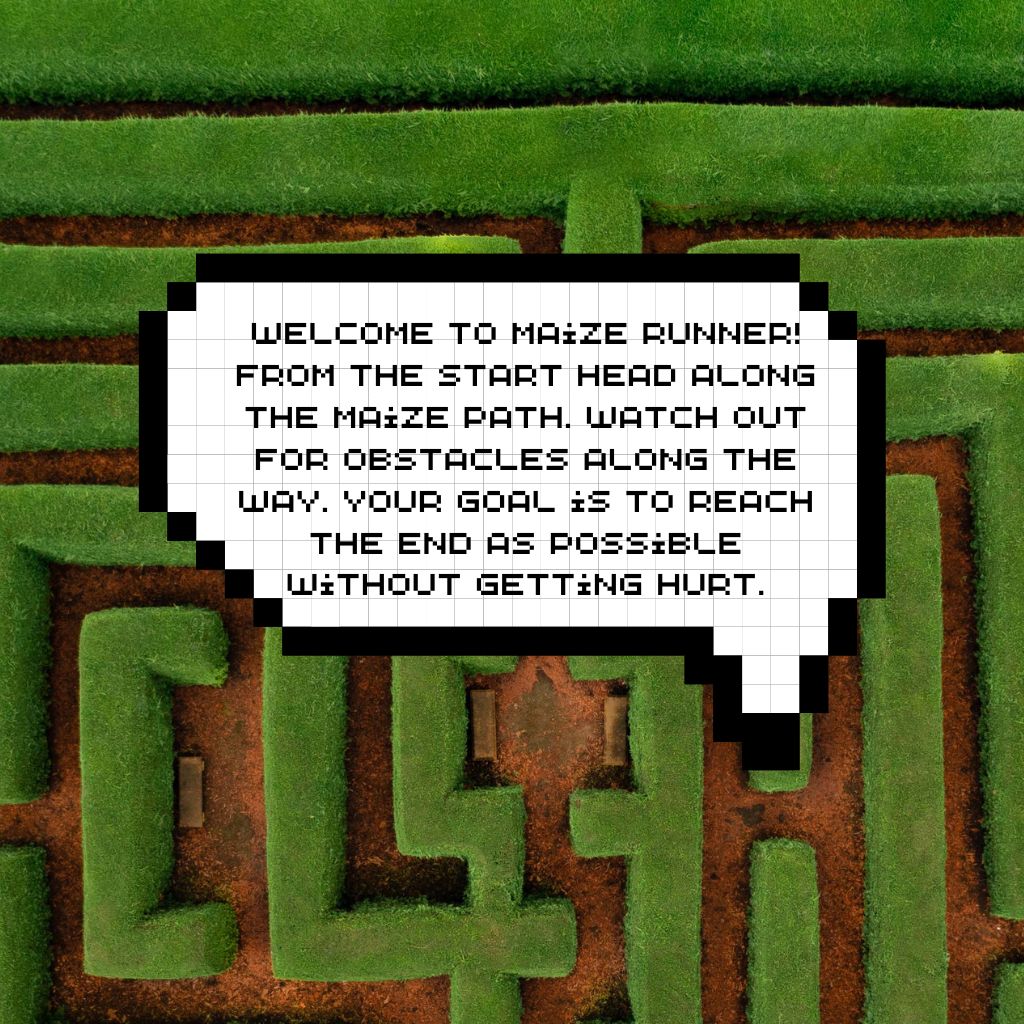 WELCOME TO MAiZE RUNNER!
FROM THE START HEAD ALONG
THE MAiZE PATH. WATCH OUT
FOR OBSTACLES ALONG THE
WAY. YOUR GOAL iS TO REACH
THE END AS POSSiBLE
WiTHOUT GETTiNG HURT.